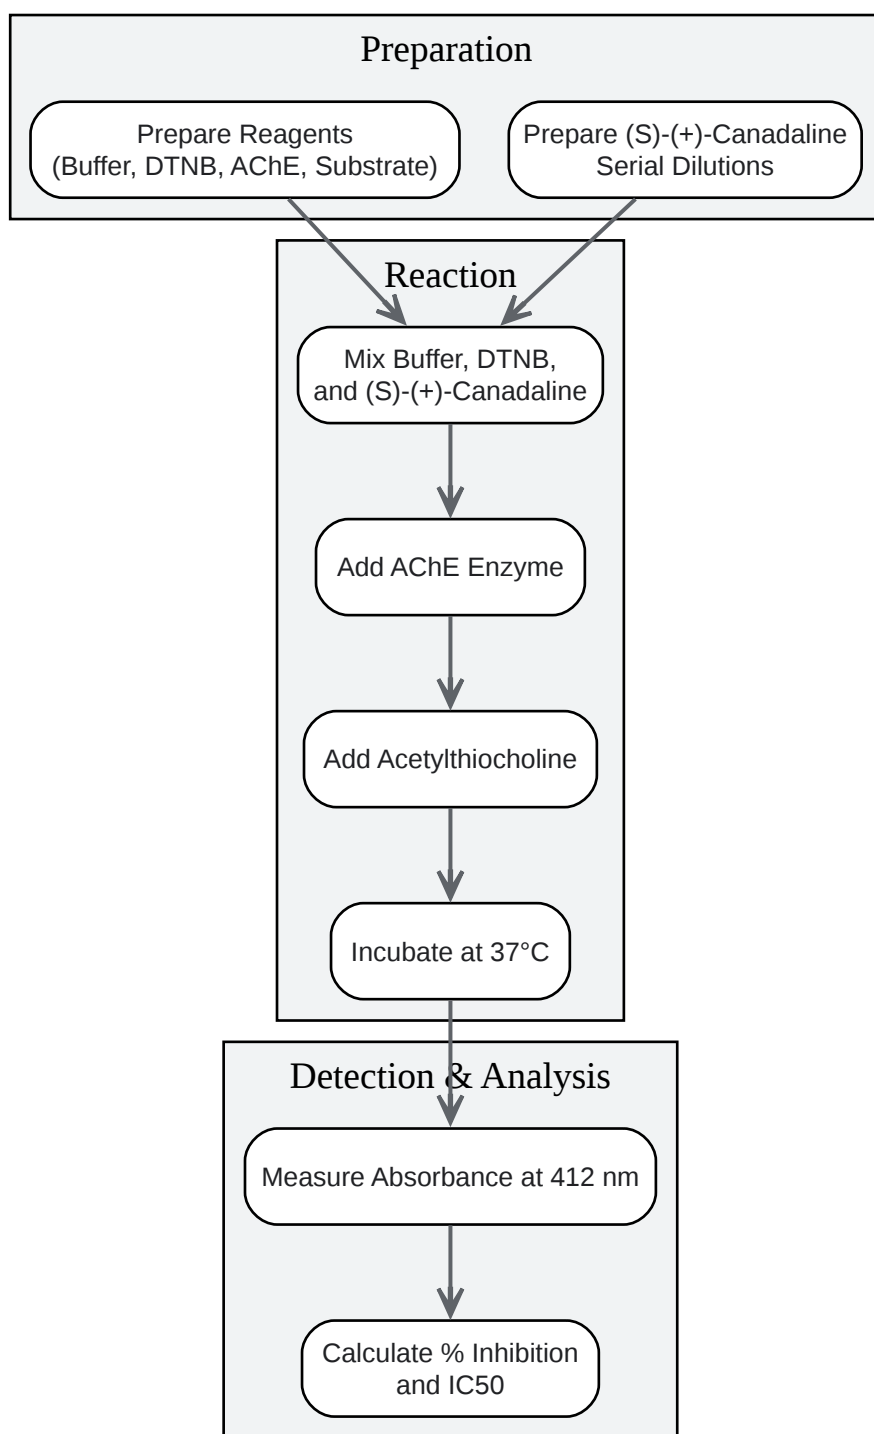 Preparation
Prepare Reagents
(Buffer, DTNB, AChE, Substrate)
Prepare (S)-(+)-Canadaline
Serial Dilutions
Reaction
Mix Buffer, DTNB,
and (S)-(+)-Canadaline
Add AChE Enzyme
Add Acetylthiocholine
Incubate at 37°C
Detection & Analysis
Measure Absorbance at 412 nm
Calculate % Inhibition
and IC50